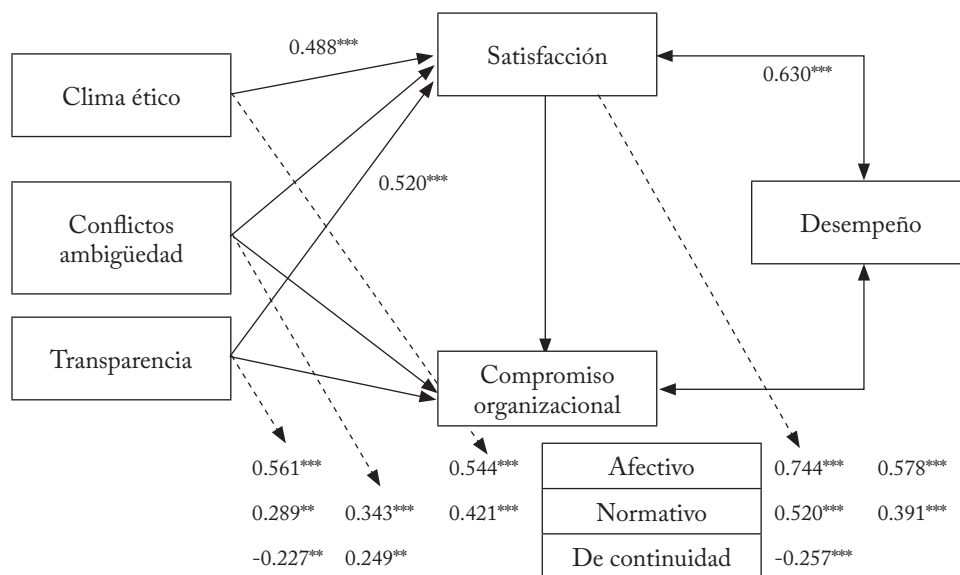 0.488***
Satisfacción
0.630***
Clima ético
0.520***
Conflictos
ambigüedad
Desempeño
Transparencia
Compromiso
organizacional
0.561*** 0.544*** Afectivo 0.744*** 0.578***
0.289** 0.343*** 0.421*** Normativo 0.520*** 0.391***
-0.227** 0.249** De continuidad -0.257***